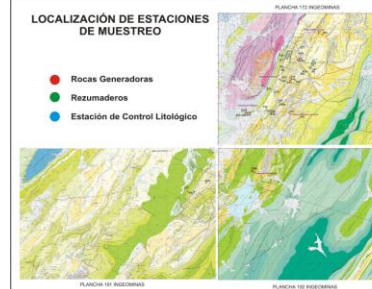 PLANCHA 172 INGEOMINAS
LOCALIZACIÓN DE ESTACIONES
DE MUESTREO
Rocas Generadoras
Rezumaderos
Estación de Control Litológico
PLANCHA 191 INGEOMINAS
PLANCHA 192 INGEOMINAS